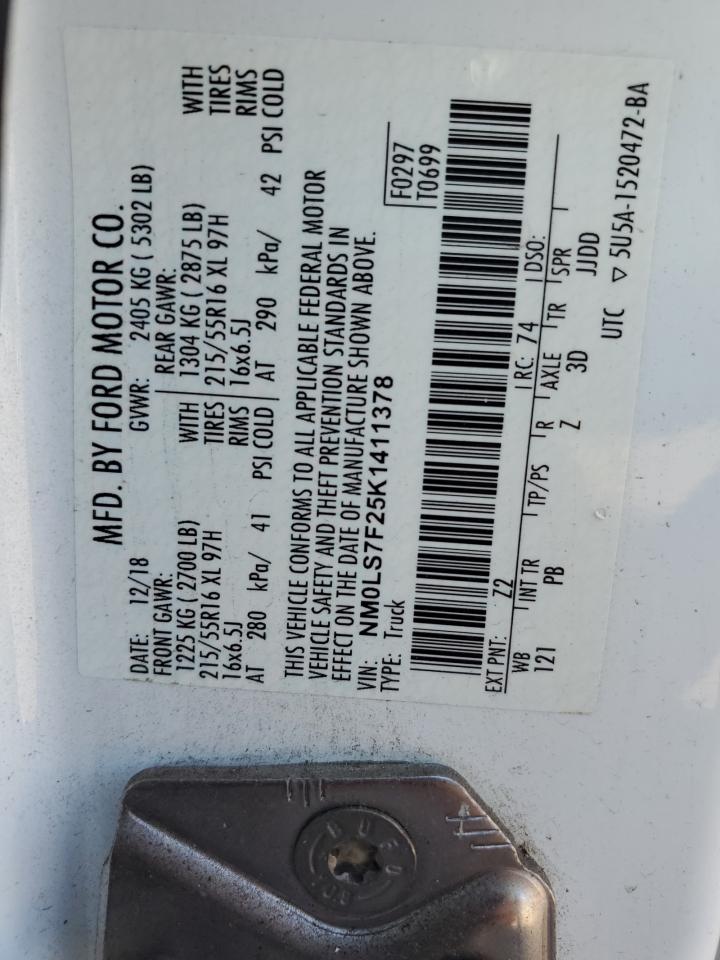 MFD. BY FORD MOTOR CO.
DATE: 12/18 GVWR: 2405 KG ( 5302 LB)
FRONT GAWR: REAR GAWR:
1225 KG ( 2700 LB) WITH 1304 KG ( 2875 LB) WITH
215/55R16 XL 97H TIRES 215/55R16 XL 97H TIRES
16x6.5J RIMS 16x6.5J RIMS
AT 280 kPa/ 41 PSI COLD AT 290 kPa/ 42 PSI COLD
THIS VEHICLE CONFORMS TO ALL APPLICABLE FEDERAL MOTOR
VEHICLE SAFETY AND THEFT PREVENTION STANDARDS IN
EFFECT ON THE DATE OF MANUFACTURE SHOWN ABOVE.
VIN: NM0LS7F25K1411378 F0297
TYPE: Truck T0699
EXT PNT: Z2 RC: 74 DSO:
WB INT TR TP/PS R AXLE TR SPR
121 PB Z 3D JJDD
UTC ▽ 5U5A-1520472-BA